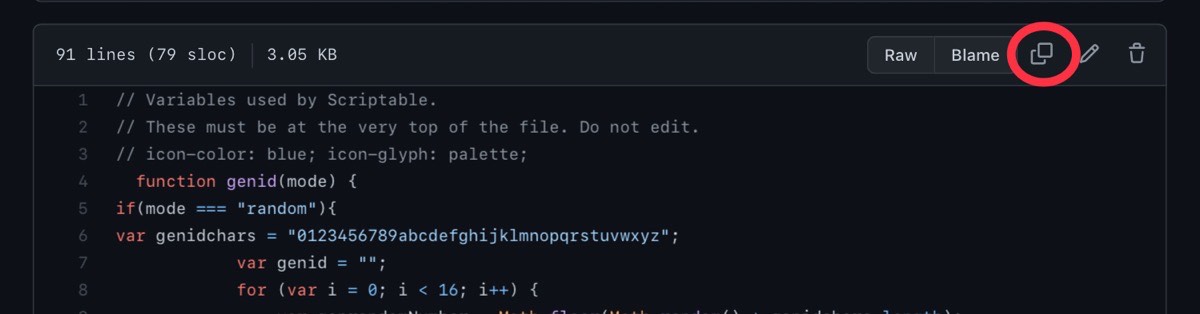 91 lines (79 sloc) 3.05 KB Raw Blame
1 // Variables used by Scriptable.
2 // These must be at the very top of the file. Do not edit.
3 // icon-color: blue; icon-glyph: palette;
4 function genid(mode) {
5 if(mode === "random"){
6 var genidchars = "0123456789abcdefghijklmnopqrstuvwxyz";
7 var genid = "";
8 for (var i = 0; i < 16; i++) {